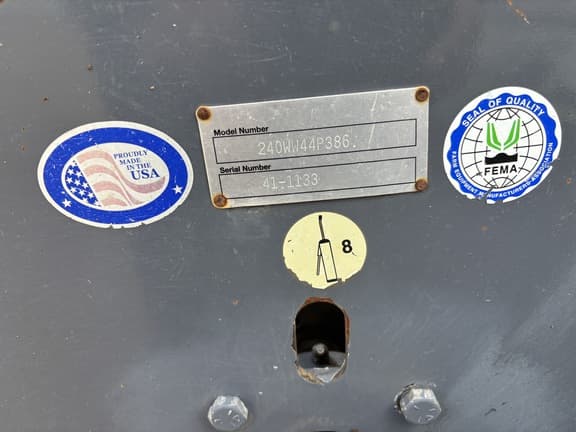 PROUDLY
MADE IN THE
USA
Model Number
240WW44P386.
Serial Number
41-1133
SEAL OF QUALITY
FEMA
FARM EQUIPMENT MANUFACTURERS ASSOCIATION
8